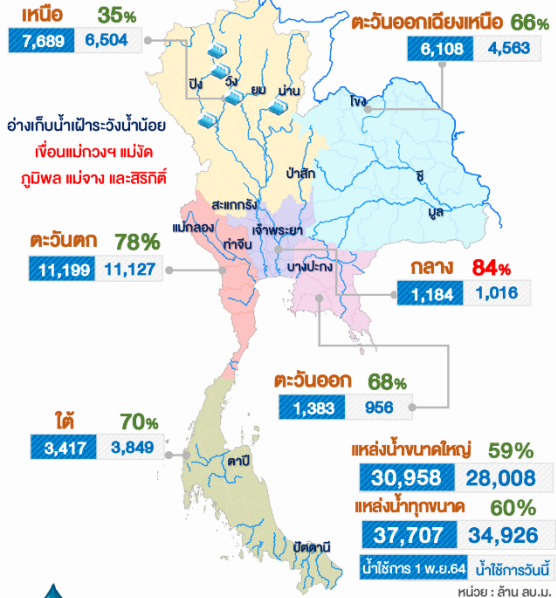 เหนือ 35%
7,689 6,504
ตะวันออกเฉียงเหนือ 66%
6,108 4,563
ปิง วัง ยม น่าน
โขง
อ่างเก็บน้ำเฝ้าระวังน้ำน้อย
เขื่อนแม่กวงฯ แม่งัด
ภูมิพล แม่จาง และสิริกิติ์
ป่าสัก
ชี
มูล
สะแกกรัง
แม่กลอง
ท่าจีน
เจ้าพระยา
บางปะกง
ตะวันตก 78%
11,199 11,127
กลาง 84%
1,184 1,016
ตะวันออก 68%
1,383 956
ใต้ 70%
3,417 3,849
ตาปี
ปัตตานี
แหล่งน้ำขนาดใหญ่ 59%
30,958 28,008
แหล่งน้ำทุกขนาด 60%
37,707 34,926
น้ำใช้การ 1 พ.ย.64 น้ำใช้การวันนี้
หน่วย : ล้าน ลบ.ม.